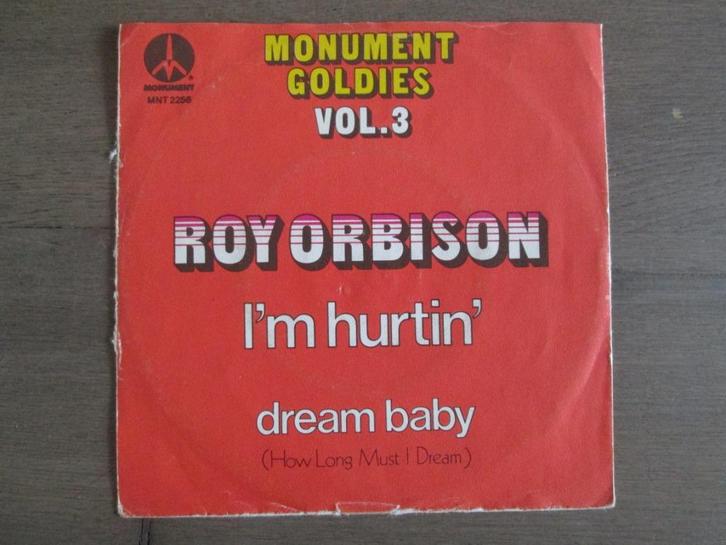 MONUMENT
MNT 2256
MONUMENT
GOLDIES
VOL.3
ROY ORBISON
I'm hurtin'
dream baby
(How Long Must I Dream)